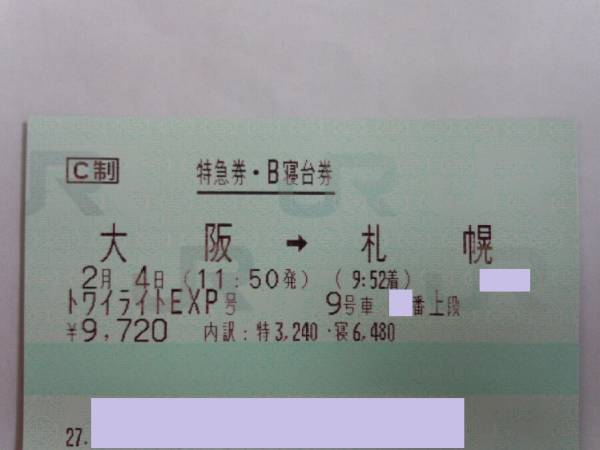 C制 特急券・B寝台券
大阪 → 札幌
2月 4日 (11:50発) ( 9:52着)
トワイライトEXP号 9号車 番上段
¥9,720 内訳:特3,240・寝6,480
27.